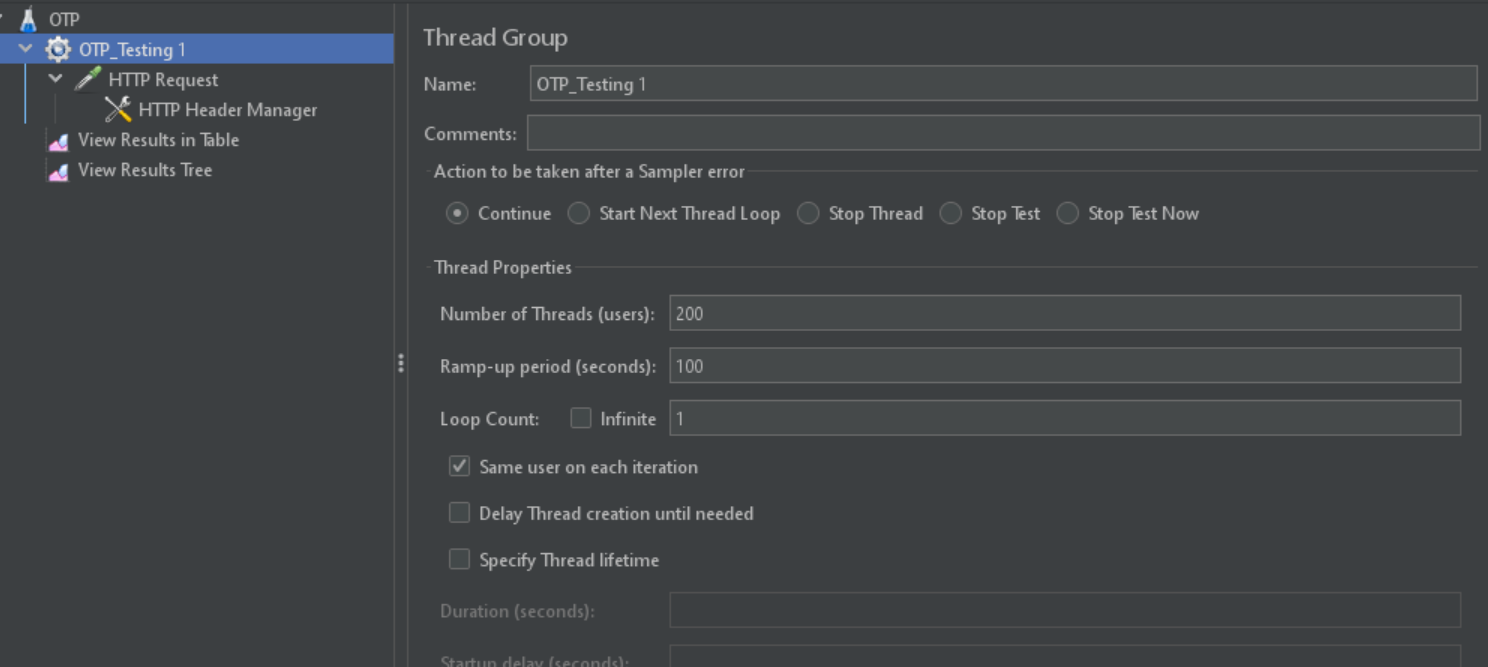 OTP
OTP_Testing 1
HTTP Request
HTTP Header Manager
View Results in Table
View Results Tree
Thread Group
Name: OTP_Testing 1
Comments:
Action to be taken after a Sampler error
Continue Start Next Thread Loop Stop Thread Stop Test Stop Test Now
Thread Properties
Number of Threads (users): 200
Ramp-up period (seconds): 100
Loop Count: Infinite 1
Same user on each iteration
Delay Thread creation until needed
Specify Thread lifetime
Duration (seconds):
Startup delay (seconds):